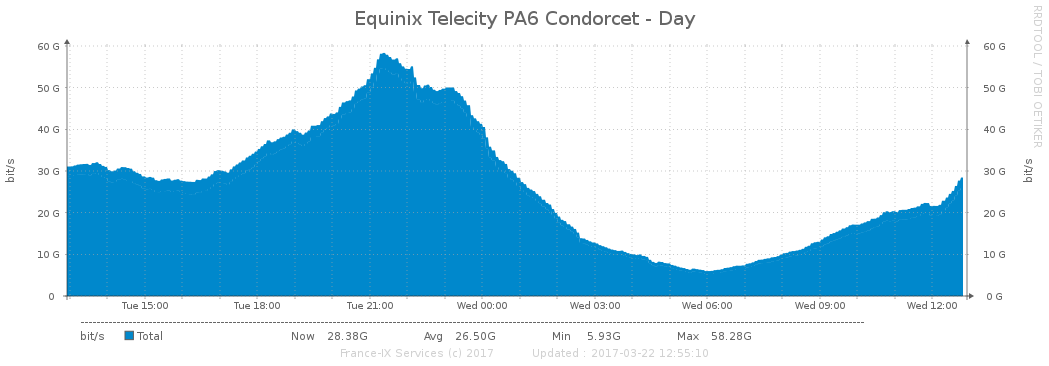 Equinix Telecity PA6 Condorcet - Day
RRDTOOL / TOBI OETIKER
60 G 60 G
50 G 50 G
40 G 40 G
30 G 30 G
20 G 20 G
10 G 10 G
0 0 G
bit/s
bit/s
Tue 15:00 Tue 18:00 Tue 21:00 Wed 00:00 Wed 03:00 Wed 06:00 Wed 09:00 Wed 12:00
bit/s Total Now 28.38G Avg 26.50G Min 5.93G Max 58.28G
France-IX Services (c) 2017 Updated : 2017-03-22 12:55:10